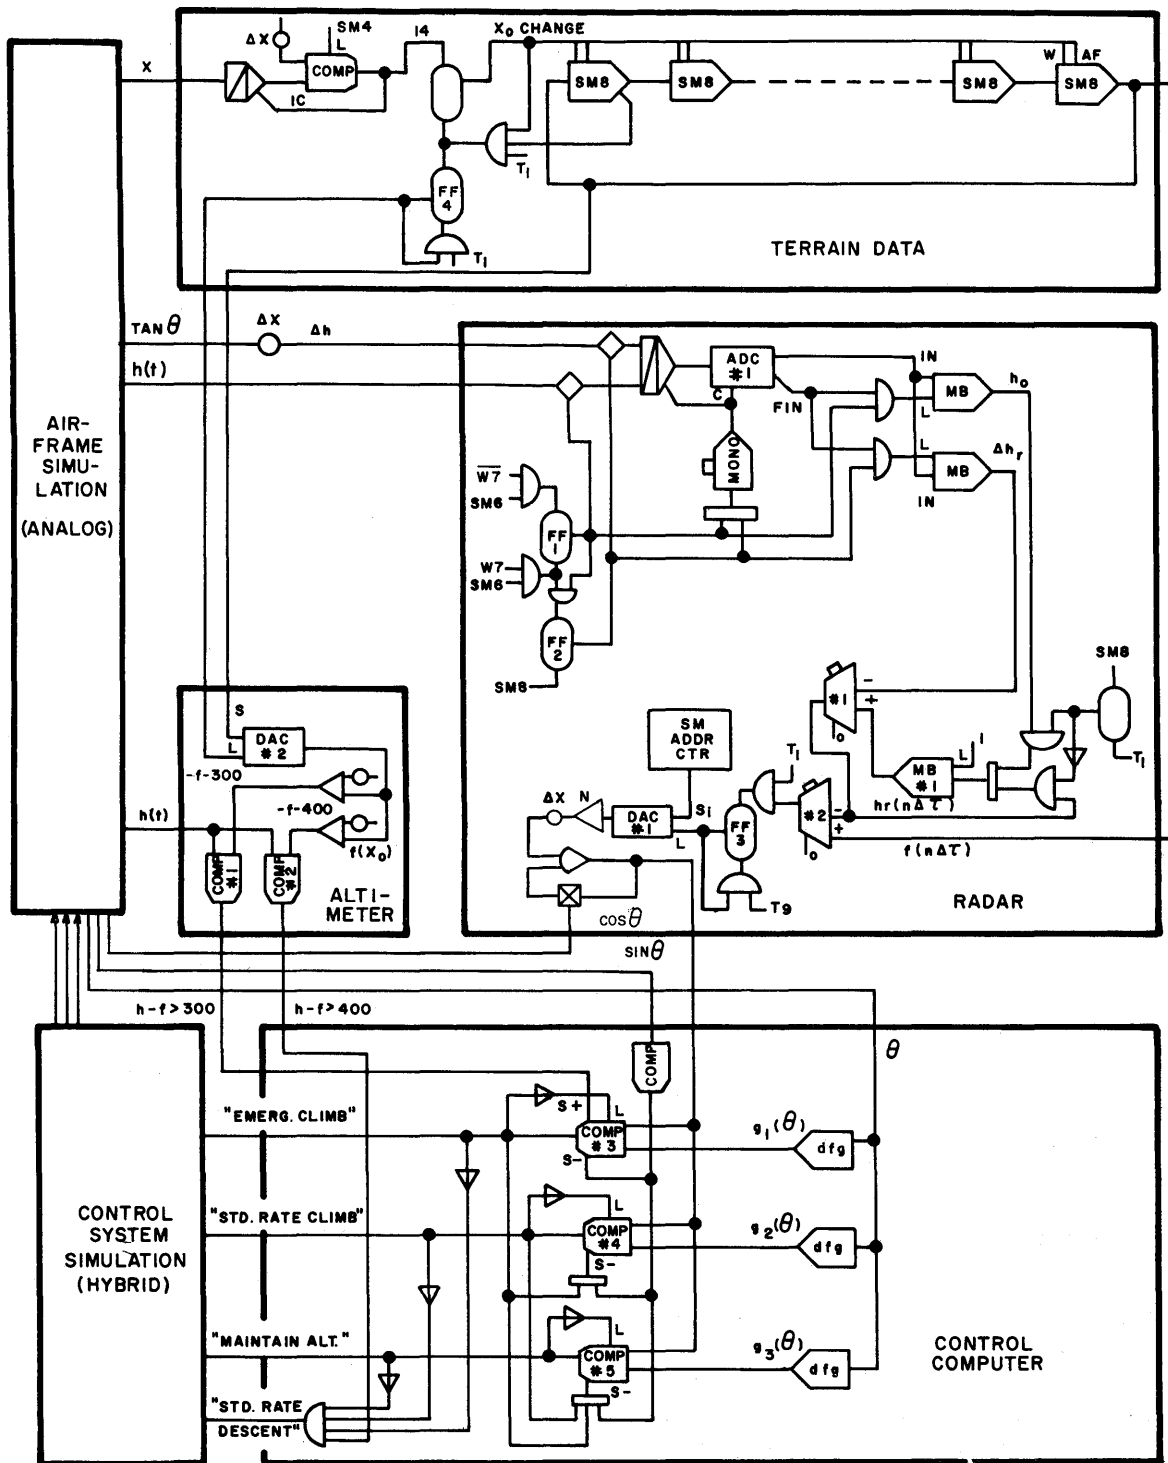 X
ΔX
SM4
L
COMP
IC
14
X₀ CHANGE
SM8
SM8
SM8
W
AF
SM8
T₁
FF
4
T₁
TERRAIN DATA
AIR-
FRAME
SIMU-
LATION
(ANALOG)
TAN θ
ΔX
Δh
h(t)
ADC
#1
C
IN
FIN
MB
L
h₀
L
MB
IN
Δhᵣ
MONO
W̅7̅
SM6
FF
1
W7
SM6
FF
2
SM8
SM8
#1
-
+
10
SM
ADDR
CTR
T₁
L
1
MB
#1
hr(nΔτ)
T₁
S
DAC
#2
L
-f-300
-f-400
h(t)
f(X₀)
COMP
#1
COMP
#2
ALTI-
METER
ΔX
N
DAC
#1
Si
L
FF
3
#2
-
+
10
f(nΔτ)
T9
COS θ
RADAR
SIN θ
h-f>300
h-f>400
θ
COMP
"EMERG. CLIMB"
S+
L
COMP
#3
S-
g₁(θ)
dfg
CONTROL
SYSTEM
SIMULATION
(HYBRID)
"STD. RATE CLIMB"
L
COMP
#4
S-
g₂(θ)
dfg
"MAINTAIN ALT."
L
COMP
#5
S-
g₃(θ)
dfg
"STD. RATE
DESCENT"
CONTROL
COMPUTER